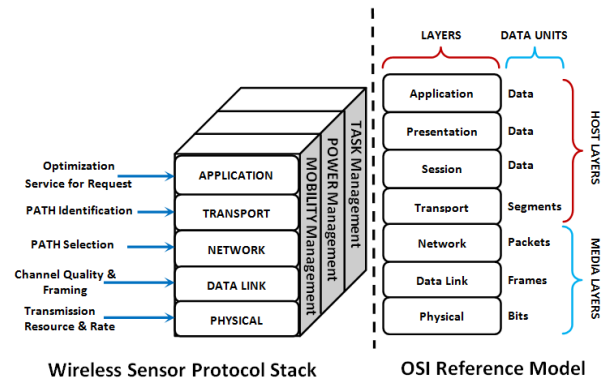 Optimization
Service for Request
PATH Identification
PATH Selection
Channel Quality &
Framing
Transmission
Resource & Rate
APPLICATION
TRANSPORT
NETWORK
DATA LINK
PHYSICAL
MOBILITY Management
POWER Management
TASK Management
Wireless Sensor Protocol Stack
LAYERS
DATA UNITS
Application Data
Presentation Data
Session Data
Transport Segments
Network Packets
Data Link Frames
Physical Bits
HOST LAYERS
MEDIA LAYERS
OSI Reference Model